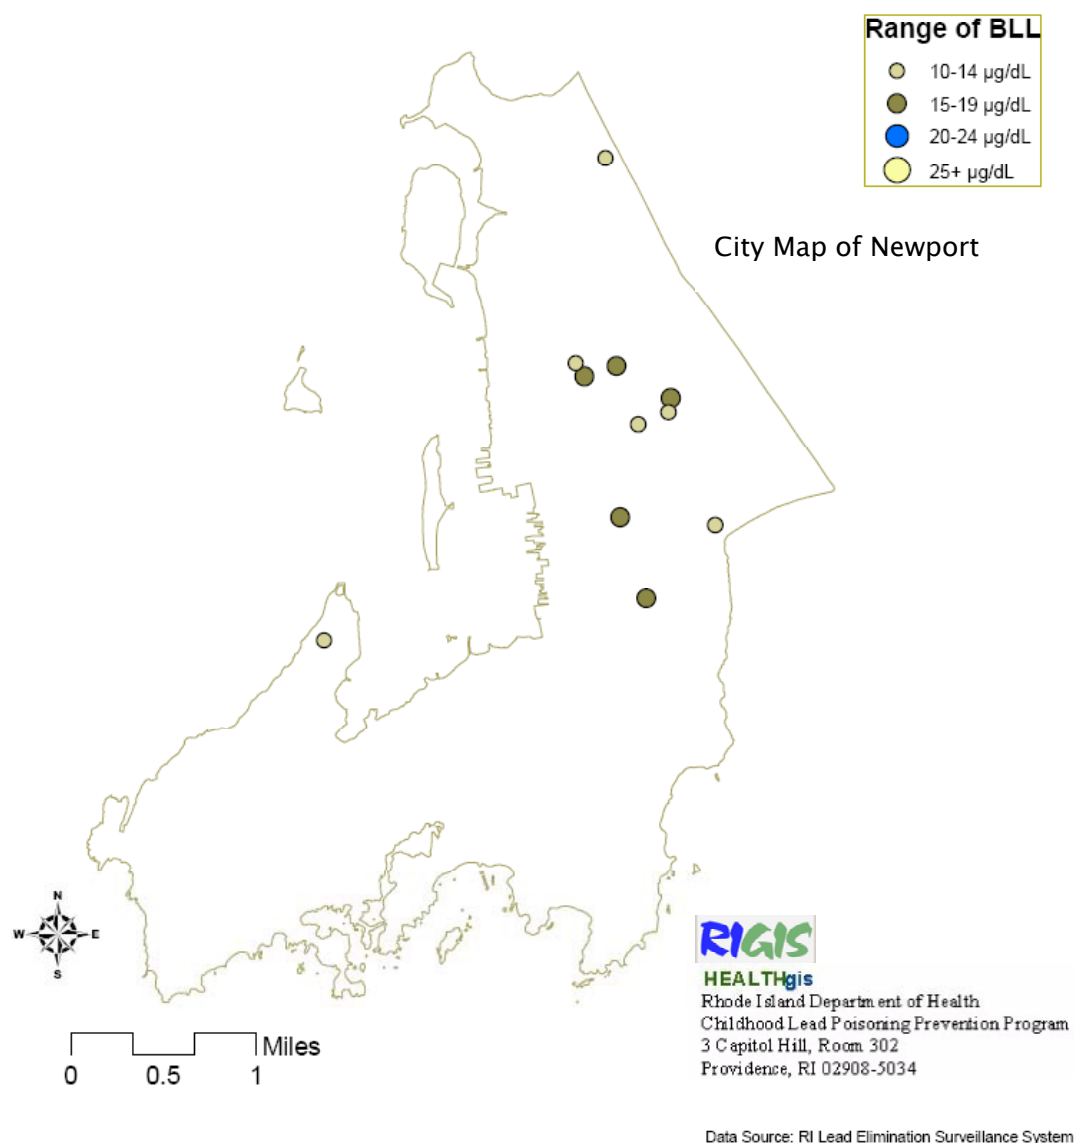 Range of BLL
10-14 µg/dL
15-19 µg/dL
20-24 µg/dL
25+ µg/dL
City Map of Newport
N
W E
S
Miles
0 0.5 1
RIGIS
HEALTHgis
Rhode Island Department of Health
Childhood Lead Poisoning Prevention Program
3 Capitol Hill, Room 302
Providence, RI 02908-5034
Data Source: RI Lead Elimination Surveillance System